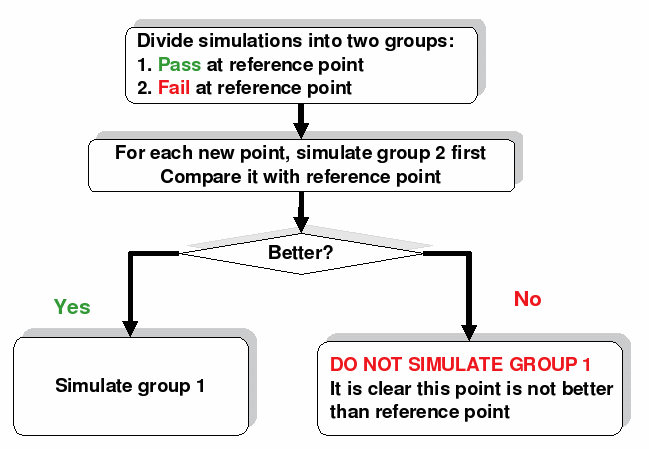 Divide simulations into two groups:
1. Pass at reference point
2. Fail at reference point
For each new point, simulate group 2 first
Compare it with reference point
Better?
Yes
No
Simulate group 1
DO NOT SIMULATE GROUP 1
It is clear this point is not better
than reference point